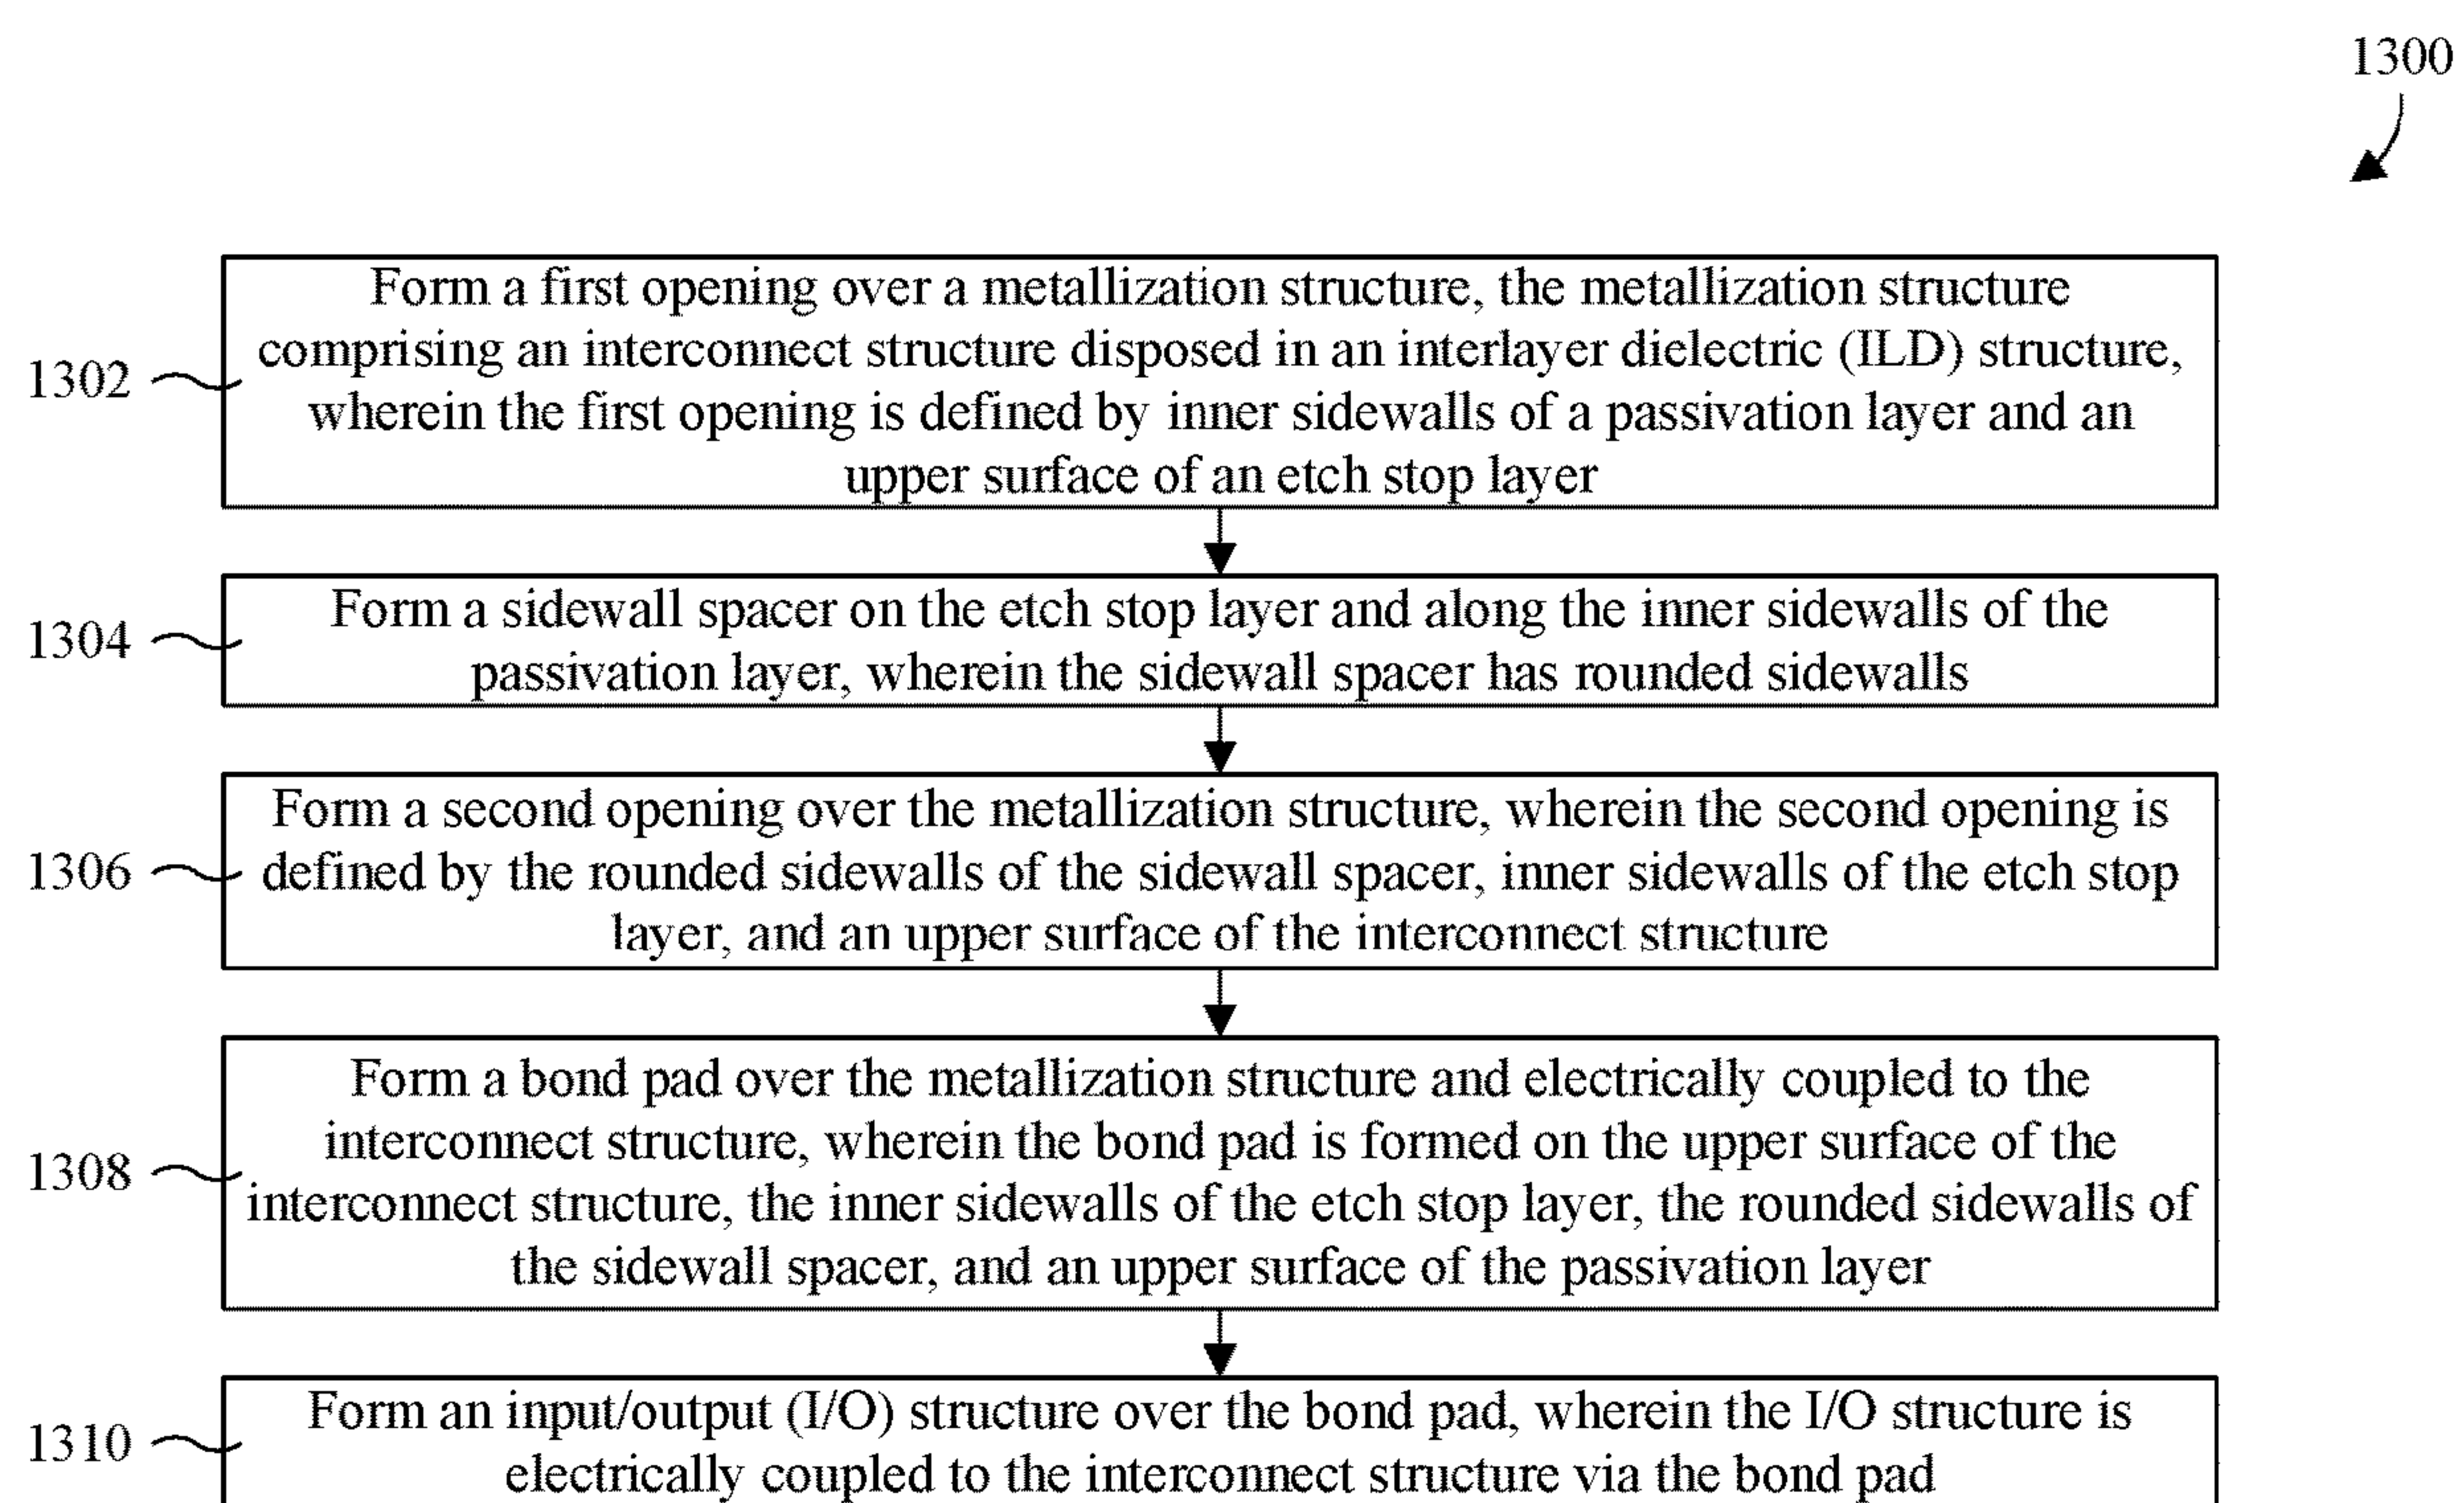 1300
Form a first opening over a metallization structure, the metallization structure
comprising an interconnect structure disposed in an interlayer dielectric (ILD) structure,
1302
wherein the first opening is defined by inner sidewalls of a passivation layer and an
upper surface of an etch stop layer
Form a sidewall spacer on the etch stop layer and along the inner sidewalls of the
1304
passivation layer, wherein the sidewall spacer has rounded sidewalls
Form a second opening over the metallization structure, wherein the second opening is
1306
defined by the rounded sidewalls of the sidewall spacer, inner sidewalls of the etch stop
layer, and an upper surface of the interconnect structure
Form a bond pad over the metallization structure and electrically coupled to the
interconnect structure, wherein the bond pad is formed on the upper surface of the
1308
interconnect structure, the inner sidewalls of the etch stop layer, the rounded sidewalls of
the sidewall spacer, and an upper surface of the passivation layer
Form an input/output (I/O) structure over the bond pad, wherein the I/O structure is
1310
electrically coupled to the interconnect structure via the bond pad